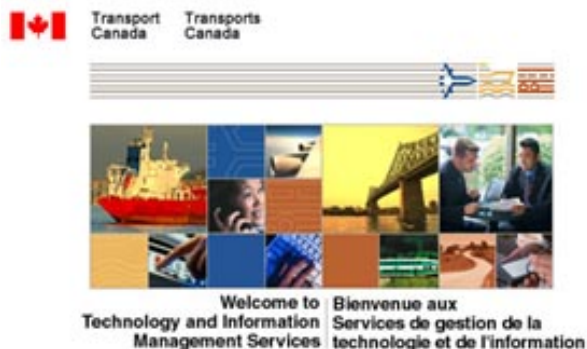 Transport Canada
Transports Canada
Welcome to
Technology and Information
Management Services
Bienvenue aux
Services de gestion de la
technologie et de l'information